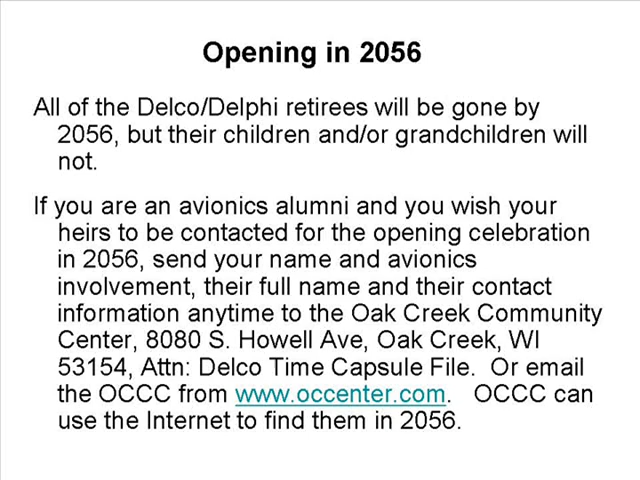 Opening in 2056
All of the Delco/Delphi retirees will be gone by
2056, but their children and/or grandchildren will
not.
If you are an avionics alumni and you wish your
heirs to be contacted for the opening celebration
in 2056, send your name and avionics
involvement, their full name and their contact
information anytime to the Oak Creek Community
Center, 8080 S. Howell Ave, Oak Creek, WI
53154, Attn: Delco Time Capsule File.  Or email
the OCCC from www.occenter.com.   OCCC can
use the Internet to find them in 2056.